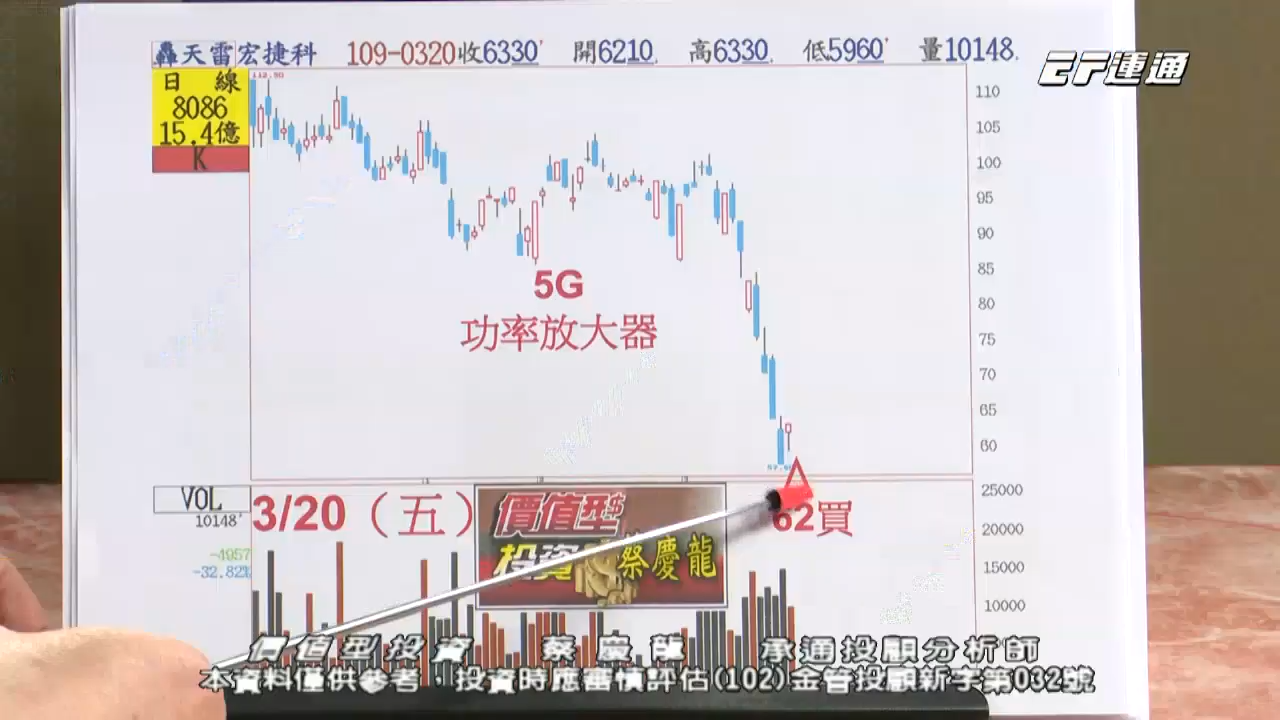 轟天雷宏捷科 109-0320收6330' 開6210. 高6330. 低5960' 量10148.
EF運通
日 線
8086
15.4億
K
112.50
110
105
100
95
90
85
80
75
70
65
60
5G
功率放大器
VOL
10148'
-4957
-32.82%
3/20（五）
62買
價值型
投資 蔡慶龍
25000
20000
15000
10000
價值型投資 蔡慶龍 承通投顧分析師
本資料僅供參考，投資時應審慎評估(102)金管投顧新字第032號